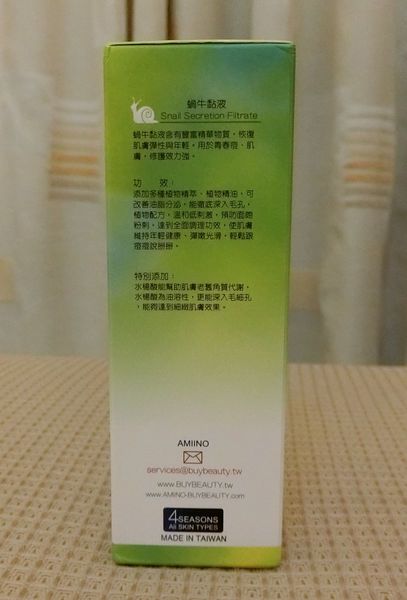 蝸牛黏液
Snail Secretion Filtrate
蝸牛黏液含有豐富精華物質，恢復
肌膚彈性與年輕。用於青春痘、肌
膚，修護效力強。
功 效：
添加多種植物精萃、植物精油，可
改善油脂分泌，能徹底深入毛孔，
植物配方，溫和低刺激，預防面皰
粉刺，達到全面調理功效，使肌膚
維持年輕健康、彈嫩光滑，輕鬆跟
痘痘說掰掰。
特別添加：
水楊酸能幫助肌膚老舊角質代謝，
水楊酸為油溶性，更能深入毛細孔
，能夠達到細緻肌膚效果。
AMIINO
services@buybeauty.tw
www.BUYBEAUTY.tw
www.AMIINO-BUYBEAUTY.com
4SEASONS
All SKIN TYPES
MADE IN TAIWAN